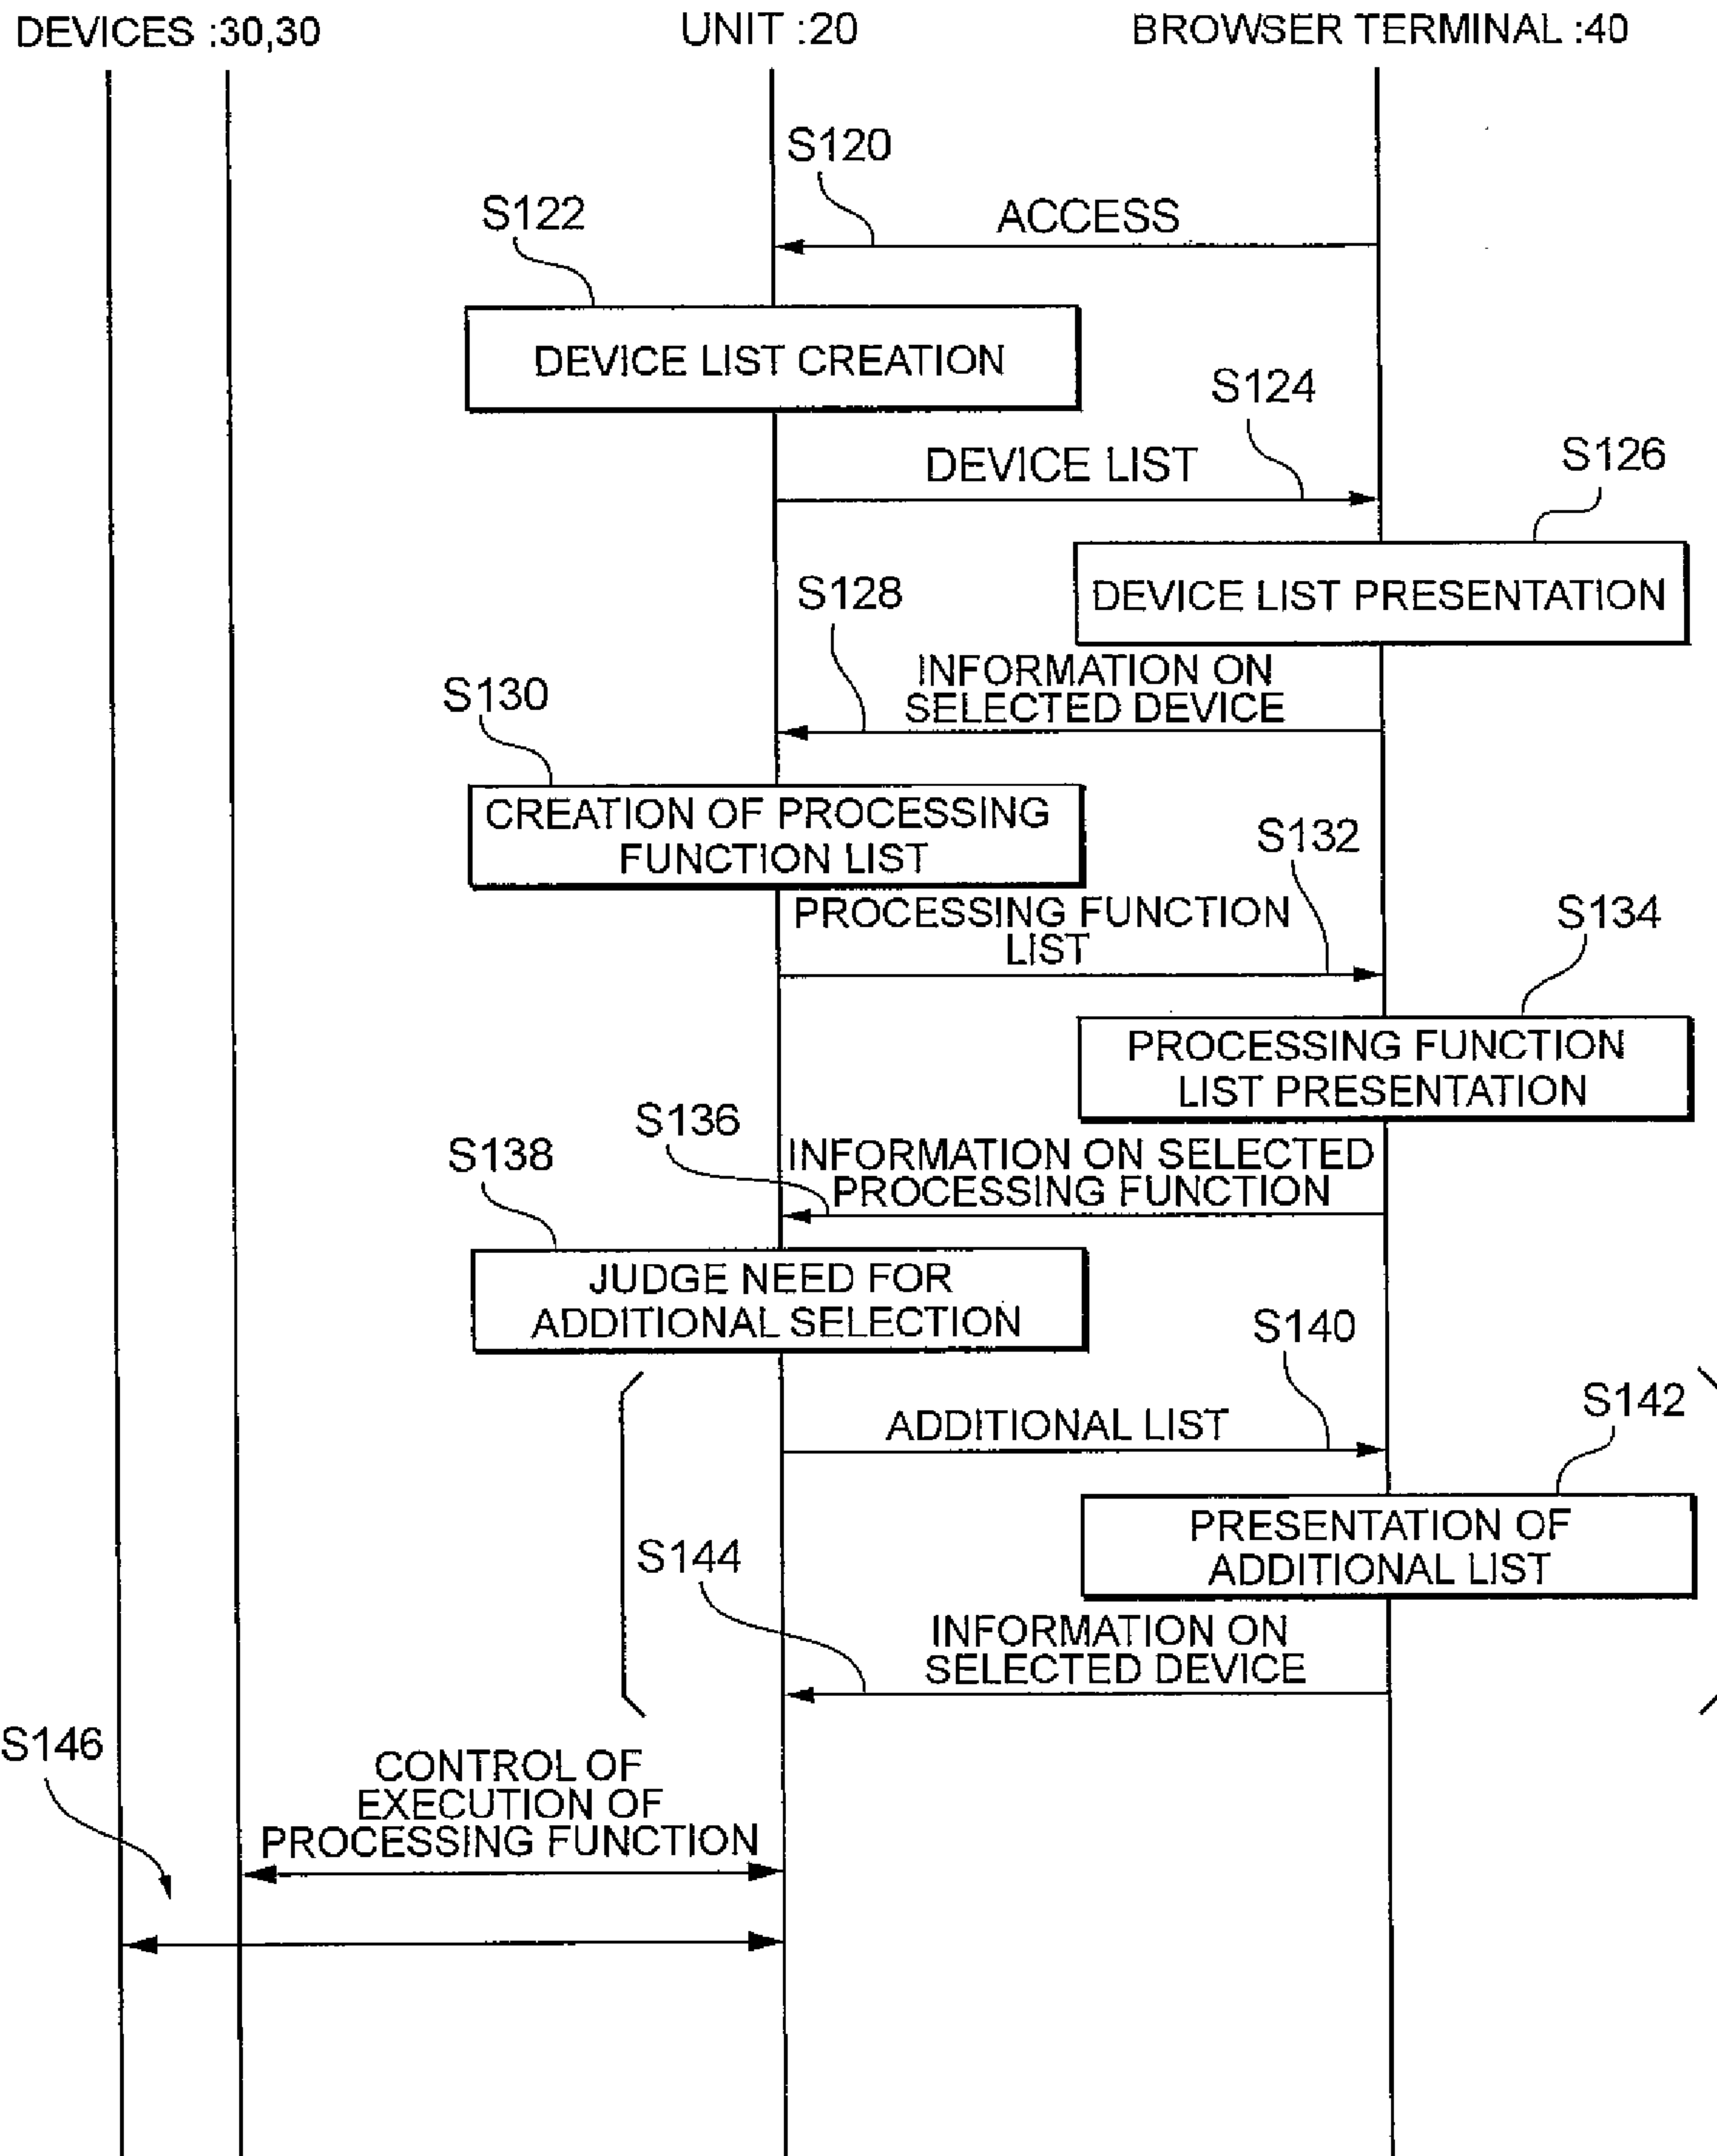 DEVICES :30,30
UNIT :20
BROWSER TERMINAL :40
S120
ACCESS
S122
DEVICE LIST CREATION
S124
DEVICE LIST
S126
DEVICE LIST PRESENTATION
S128
INFORMATION ON
SELECTED DEVICE
S130
CREATION OF PROCESSING
FUNCTION LIST
S132
PROCESSING FUNCTION
LIST
S134
PROCESSING FUNCTION
LIST PRESENTATION
S136
INFORMATION ON SELECTED
PROCESSING FUNCTION
S138
JUDGE NEED FOR
ADDITIONAL SELECTION
S140
ADDITIONAL LIST
S142
PRESENTATION OF
ADDITIONAL LIST
S144
INFORMATION ON
SELECTED DEVICE
S146
CONTROL OF
EXECUTION OF
PROCESSING FUNCTION